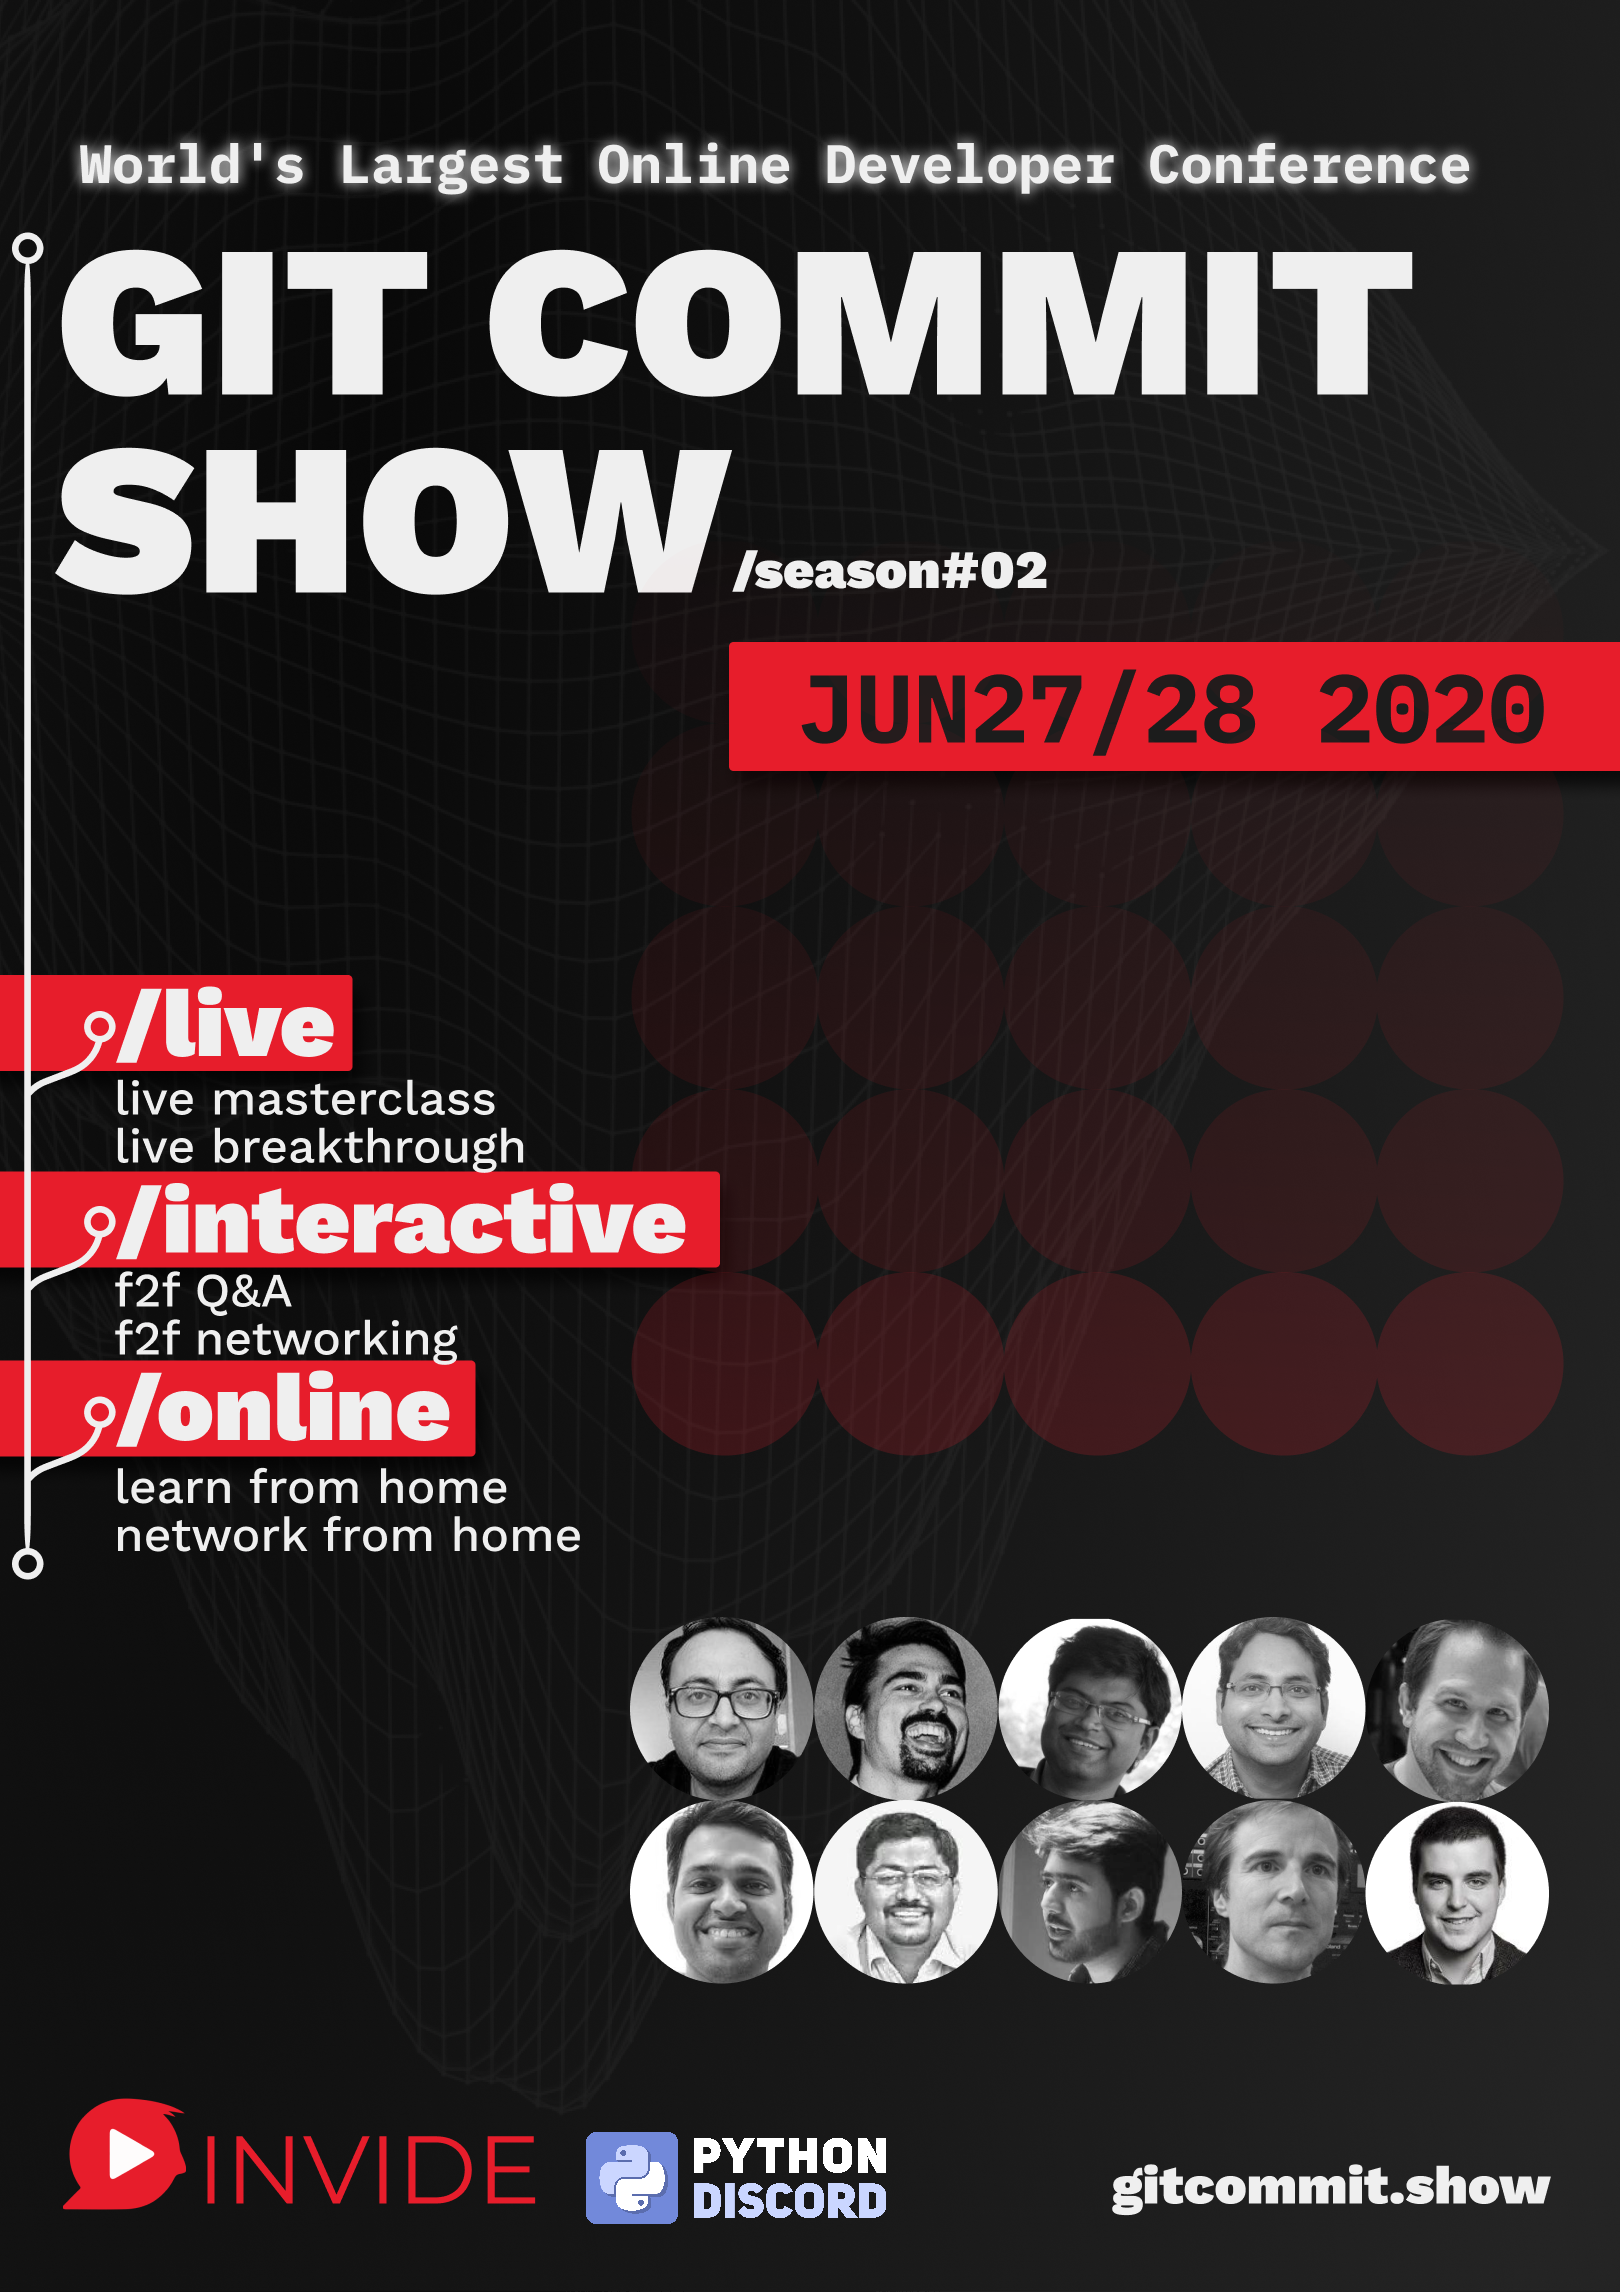 World's Largest Online Developer Conference
GIT COMMIT
SHOW/season#02
JUN27/28 2020
/live
live masterclass
live breakthrough
/interactive
f2f Q&A
f2f networking
/online
learn from home
network from home
INVIDE
PYTHON
DISCORD
gitcommit.show